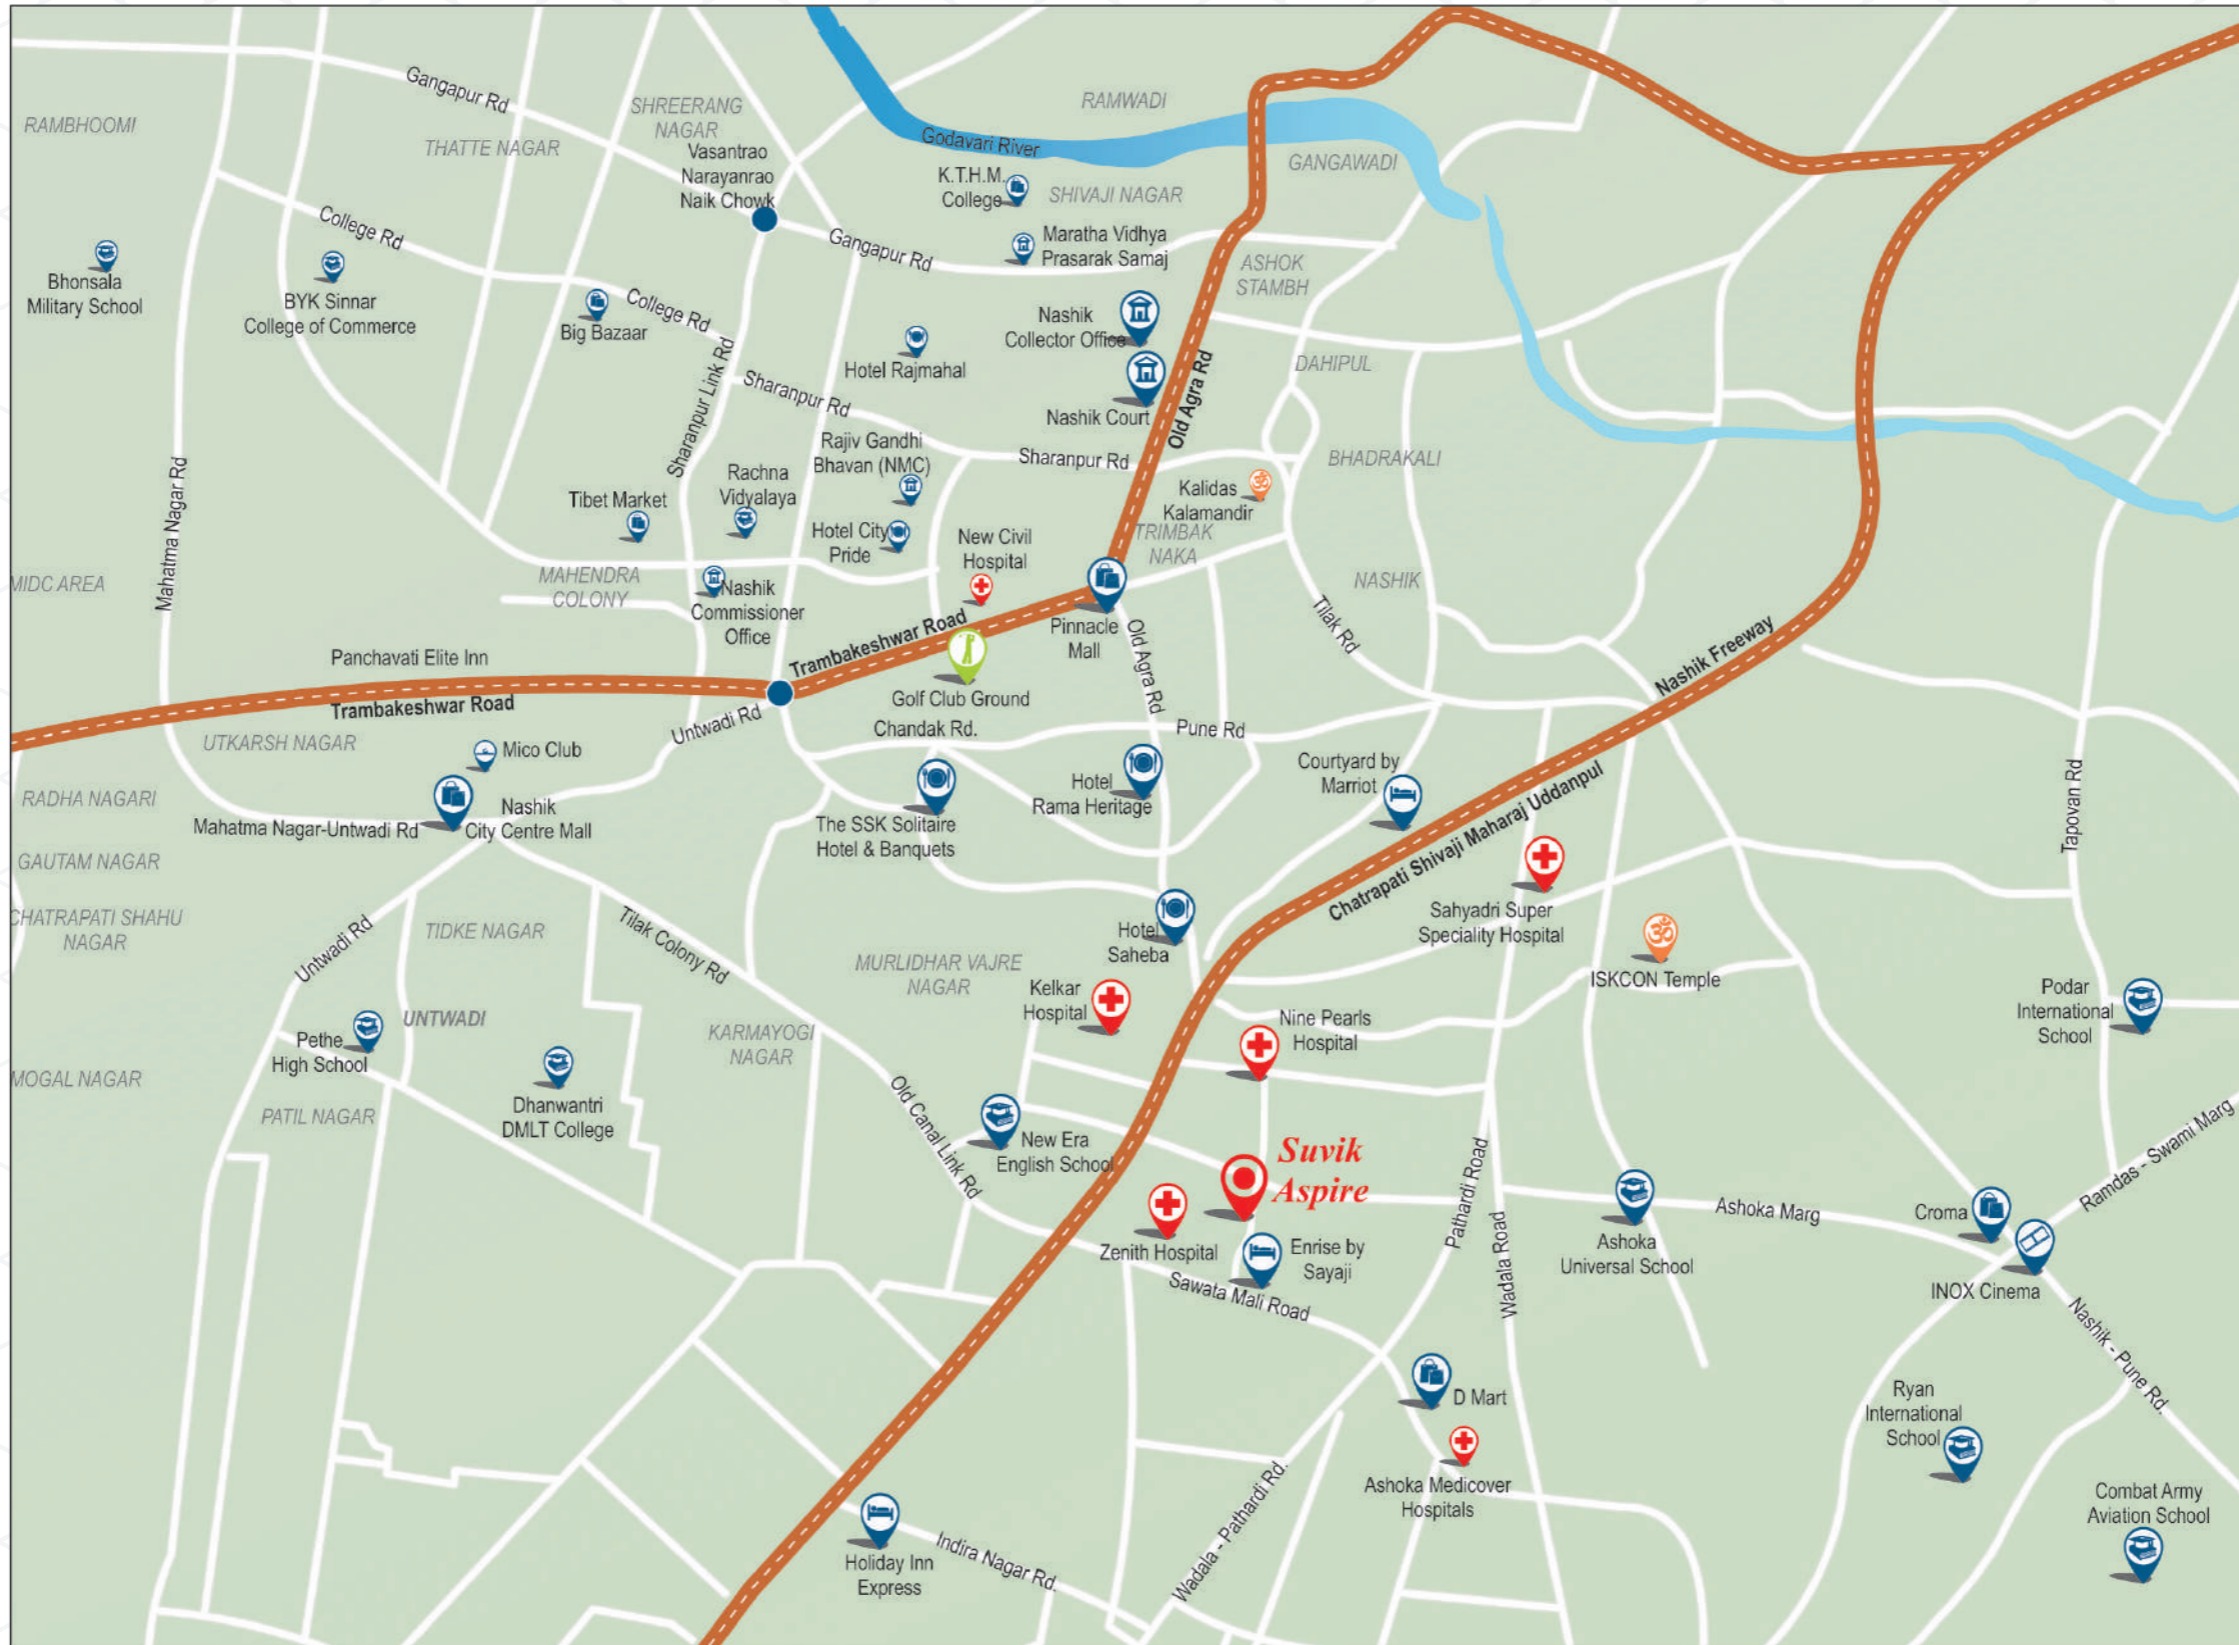 Gangapur Rd
RAMBHOOMI
THATTE NAGAR
SHREERANG
NAGAR
Vasantrao
Narayanrao
Naik Chowk
RAMWADI
Godavari River
K.T.H.M.
College
SHIVAJI NAGAR
GANGAWADI
College Rd
Gangapur Rd
Maratha Vidhya
Prasarak Samaj
ASHOK
STAMBH
Bhonsala
Military School
BYK Sinnar
College of Commerce
Big Bazaar
College Rd
Nashik
Collector Office
Hotel Rajmahal
Sharanpur Link Rd
Sharanpur Rd
Nashik Court
Old Agra Rd
DAHIPUL
Rajiv Gandhi
Bhavan (NMC)
Sharanpur Rd
BHADRAKALI
Mahatma Nagar Rd
Tibet Market
Rachna
Vidyalaya
Kalidas
Kalamandir
Hotel City
Pride
New Civil
Hospital
TRIMBAK
NAKA
MIDC AREA
MAHENDRA
COLONY
Nashik
Commissioner
Office
NASHIK
Trambakeshwar Road
Pinnacle
Mall
Old Agra Rd
Tilak Rd
Nashik Freeway
Panchavati Elite Inn
Trambakeshwar Road
Golf Club Ground
Untwadi Rd
Chandak Rd.
Pune Rd
UTKARSH NAGAR
Mico Club
RADHA NAGARI
Mahatma Nagar-Untwadi Rd
Nashik
City Centre Mall
The SSK Solitaire
Hotel & Banquets
Hotel
Rama Heritage
Courtyard by
Marriot
Chatrapati Shivaji Maharaj Uddanpul
Tapovan Rd
GAUTAM NAGAR
CHATRAPATI SHAHU
NAGAR
Untwadi Rd
TIDKE NAGAR
Tilak Colony Rd
Hotel
Saheba
Sahyadri Super
Speciality Hospital
ISKCON Temple
MURLIDHAR VAJRE
NAGAR
Kelkar
Hospital
Podar
International
School
Pethe
High School
UNTWADI
KARMAYOGI
NAGAR
Nine Pearls
Hospital
MOGAL NAGAR
PATIL NAGAR
Dhanwantri
DMLT College
Old Canal Link Rd
New Era
English School
Suvik
Aspire
Pathardi Road
Wadala Road
Ashoka Marg
Ramdas - Swami Marg
Croma
Zenith Hospital
Enrise by
Sayaji
Ashoka
Universal School
INOX Cinema
Sawata Mali Road
Nashik - Pune Rd.
D Mart
Ryan
International
School
Ashoka Medicover
Hospitals
Wadala - Pathardi Rd.
Combat Army
Aviation School
Holiday Inn
Express
Indira Nagar Rd.